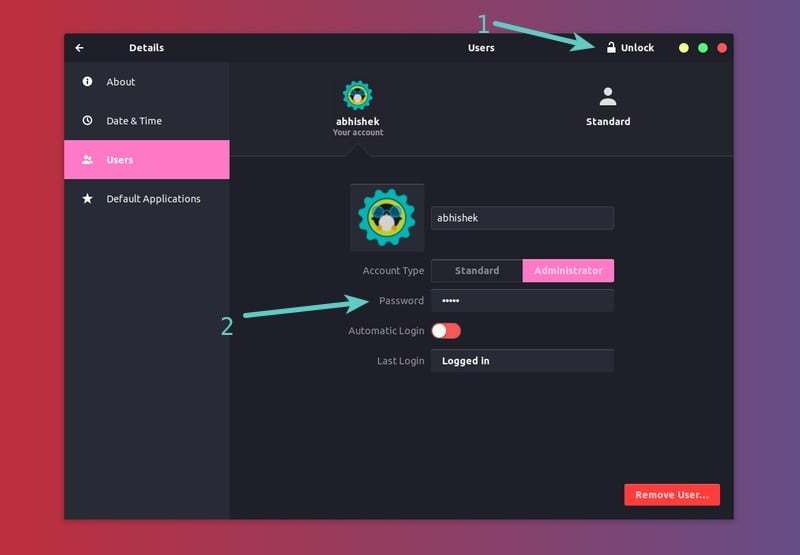 1
Details
Users
Unlock
About
Date & Time
Users
Default Applications
abhishek
Your account
Standard
abhishek
Account Type
Standard
Administrator
2
Password
•••••
Automatic Login
Last Login
Logged in
Remove User...